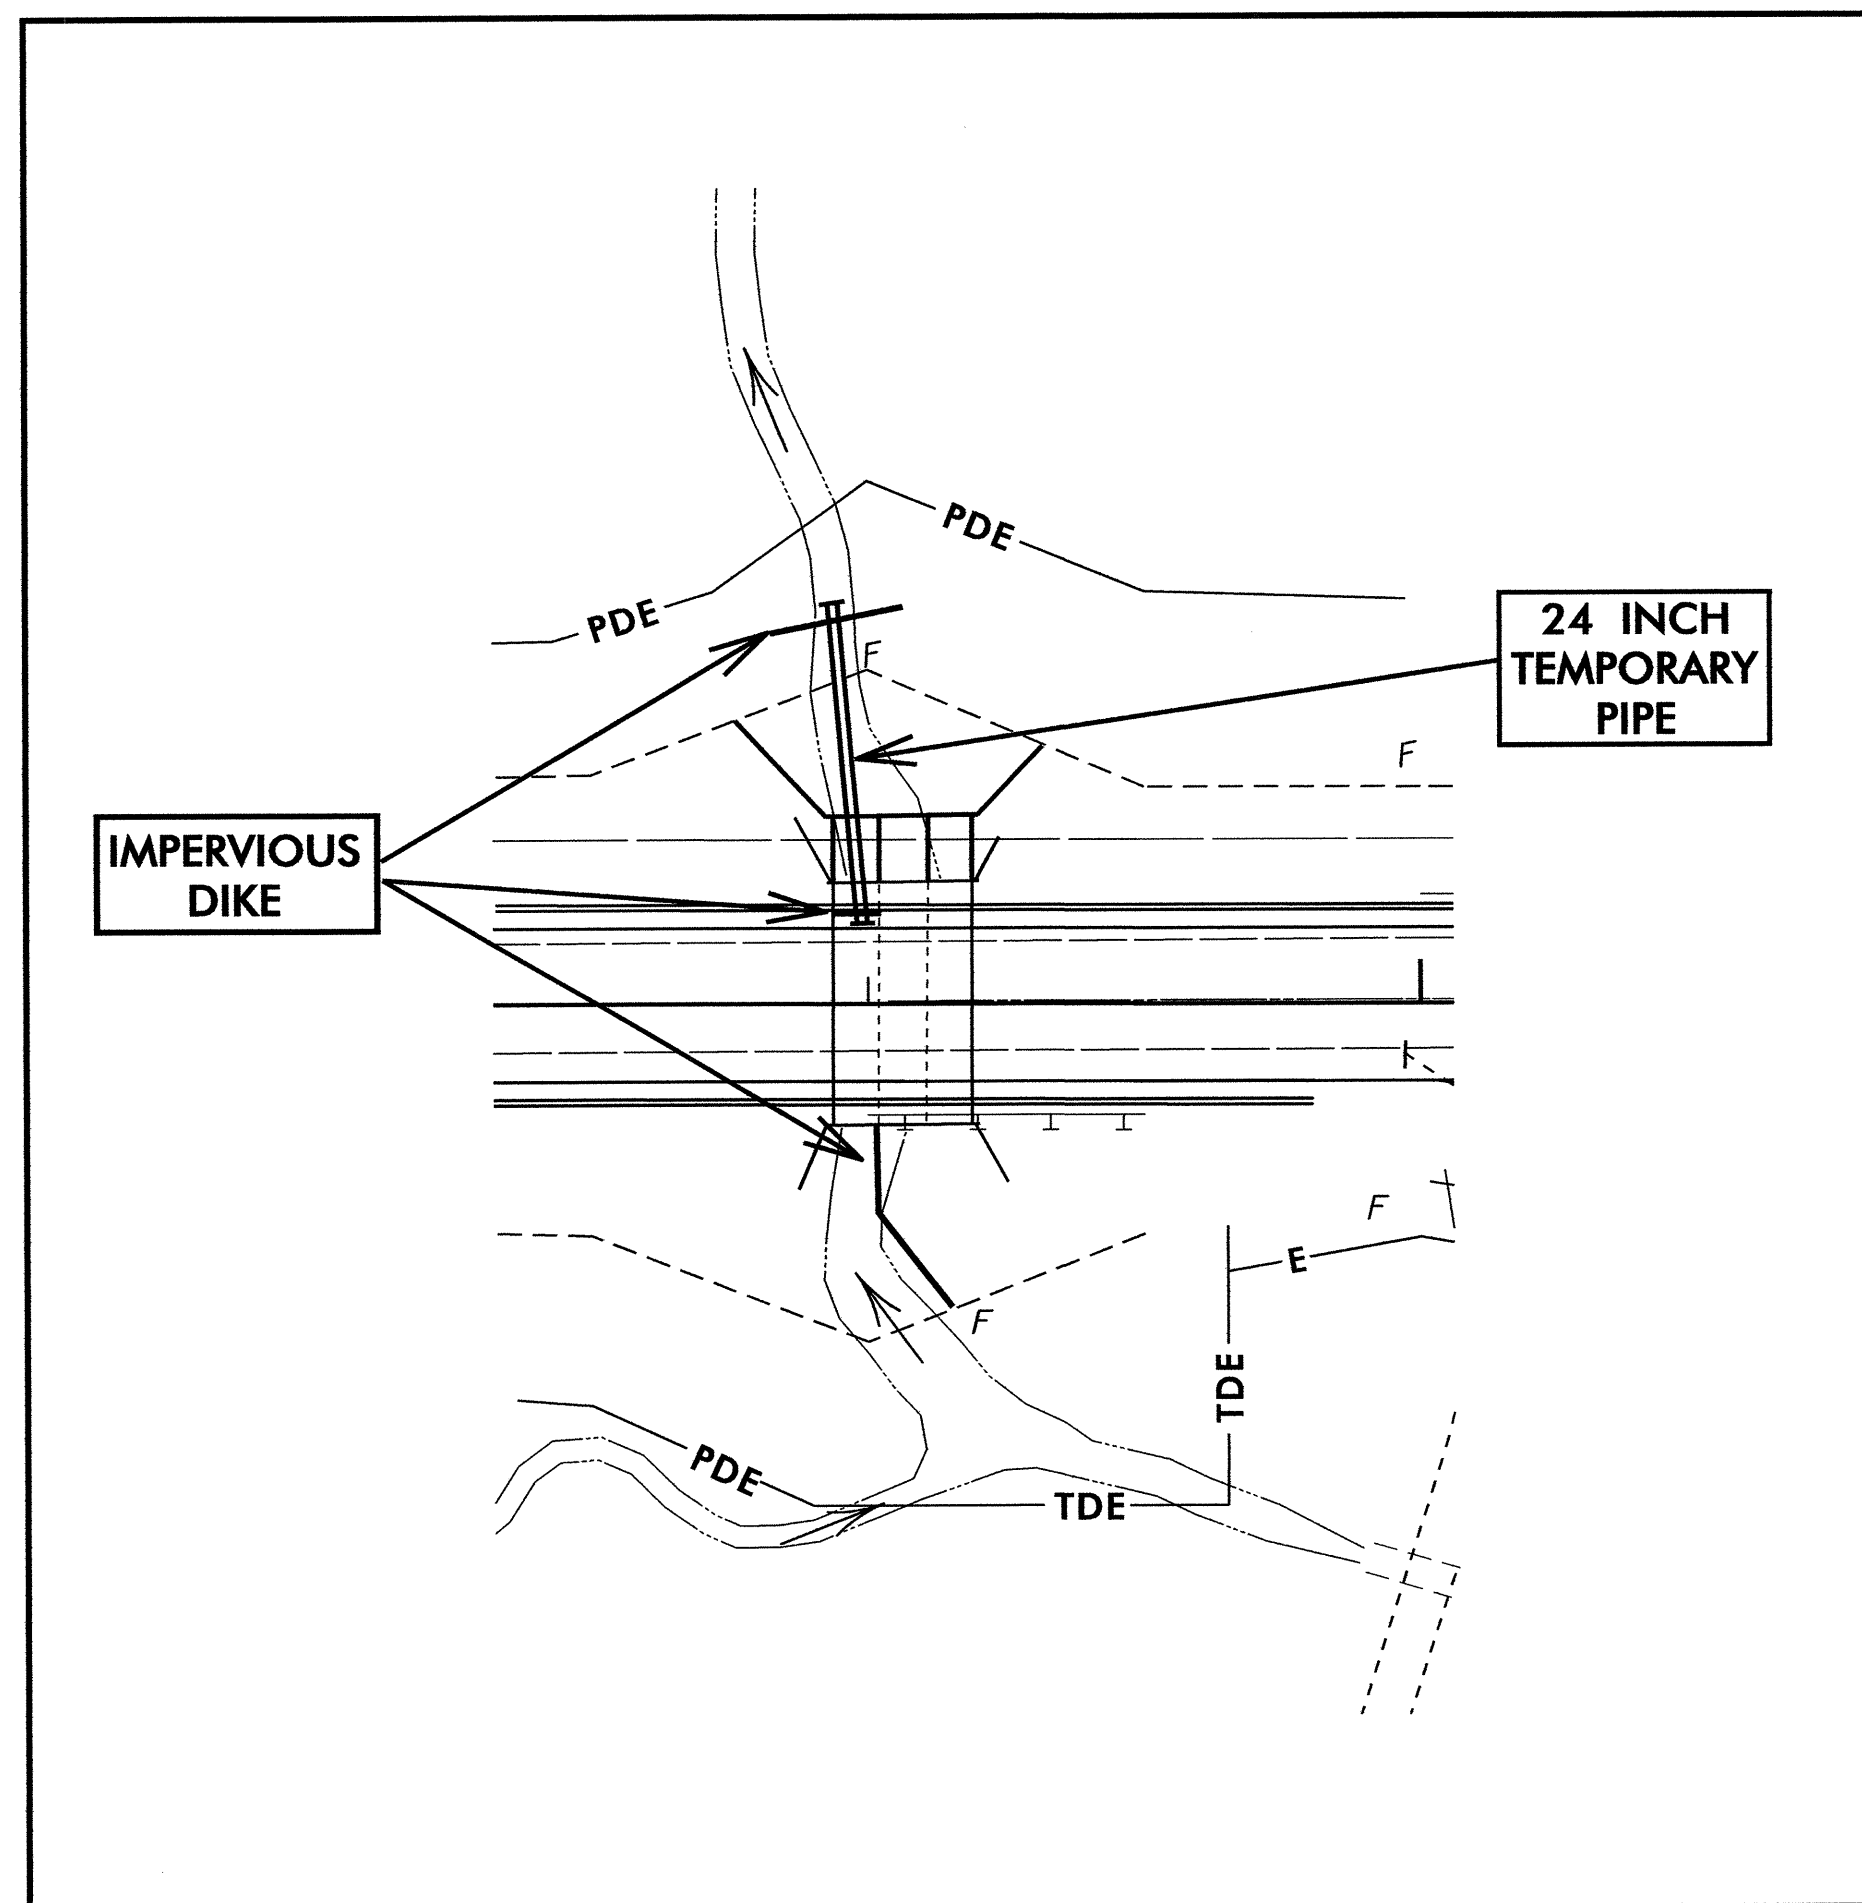 PDE
PDE
24 INCH
TEMPORARY
PIPE
F
F
IMPERVIOUS
DIKE
F
E
F
TDE
PDE
TDE